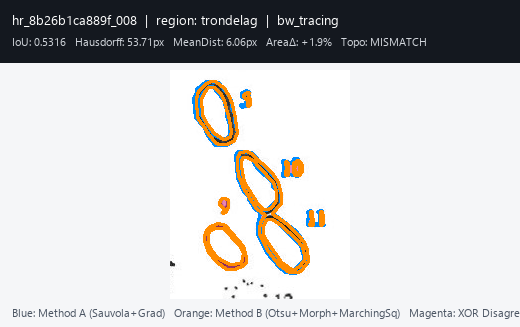 hr_8b26b1ca889f_008 | region: trondelag | bw_tracing
IoU: 0.5316 Hausdorff: 53.71px MeanDist: 6.06px AreaΔ: +1.9% Topo: MISMATCH
10
9
11
Blue: Method A (Sauvola+Grad) Orange: Method B (Otsu+Morph+MarchingSq) Magenta: XOR Disagre